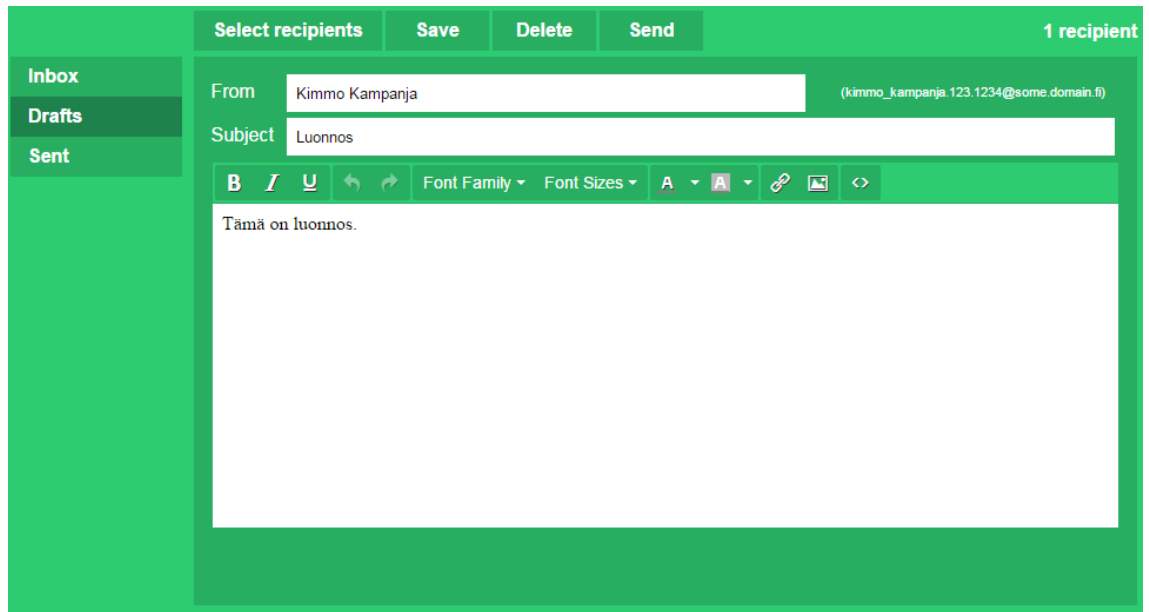 Select recipients Save Delete Send 1 recipient
Inbox
Drafts
Sent
From Kimmo Kampanja (kimmo_kampanja.123.1234@some.domain.fi)
Subject Luonnos
B I U Font Family Font Sizes A A <>
Tämä on luonnos.